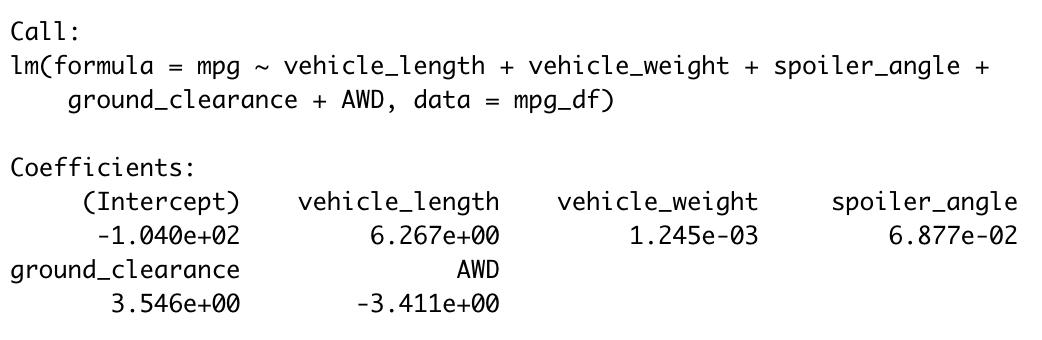 Call:
lm(formula = mpg ~ vehicle_length + vehicle_weight + spoiler_angle +
    ground_clearance + AWD, data = mpg_df)

Coefficients:
     (Intercept)    vehicle_length    vehicle_weight     spoiler_angle
      -1.040e+02         6.267e+00         1.245e-03         6.877e-02
ground_clearance               AWD
       3.546e+00        -3.411e+00